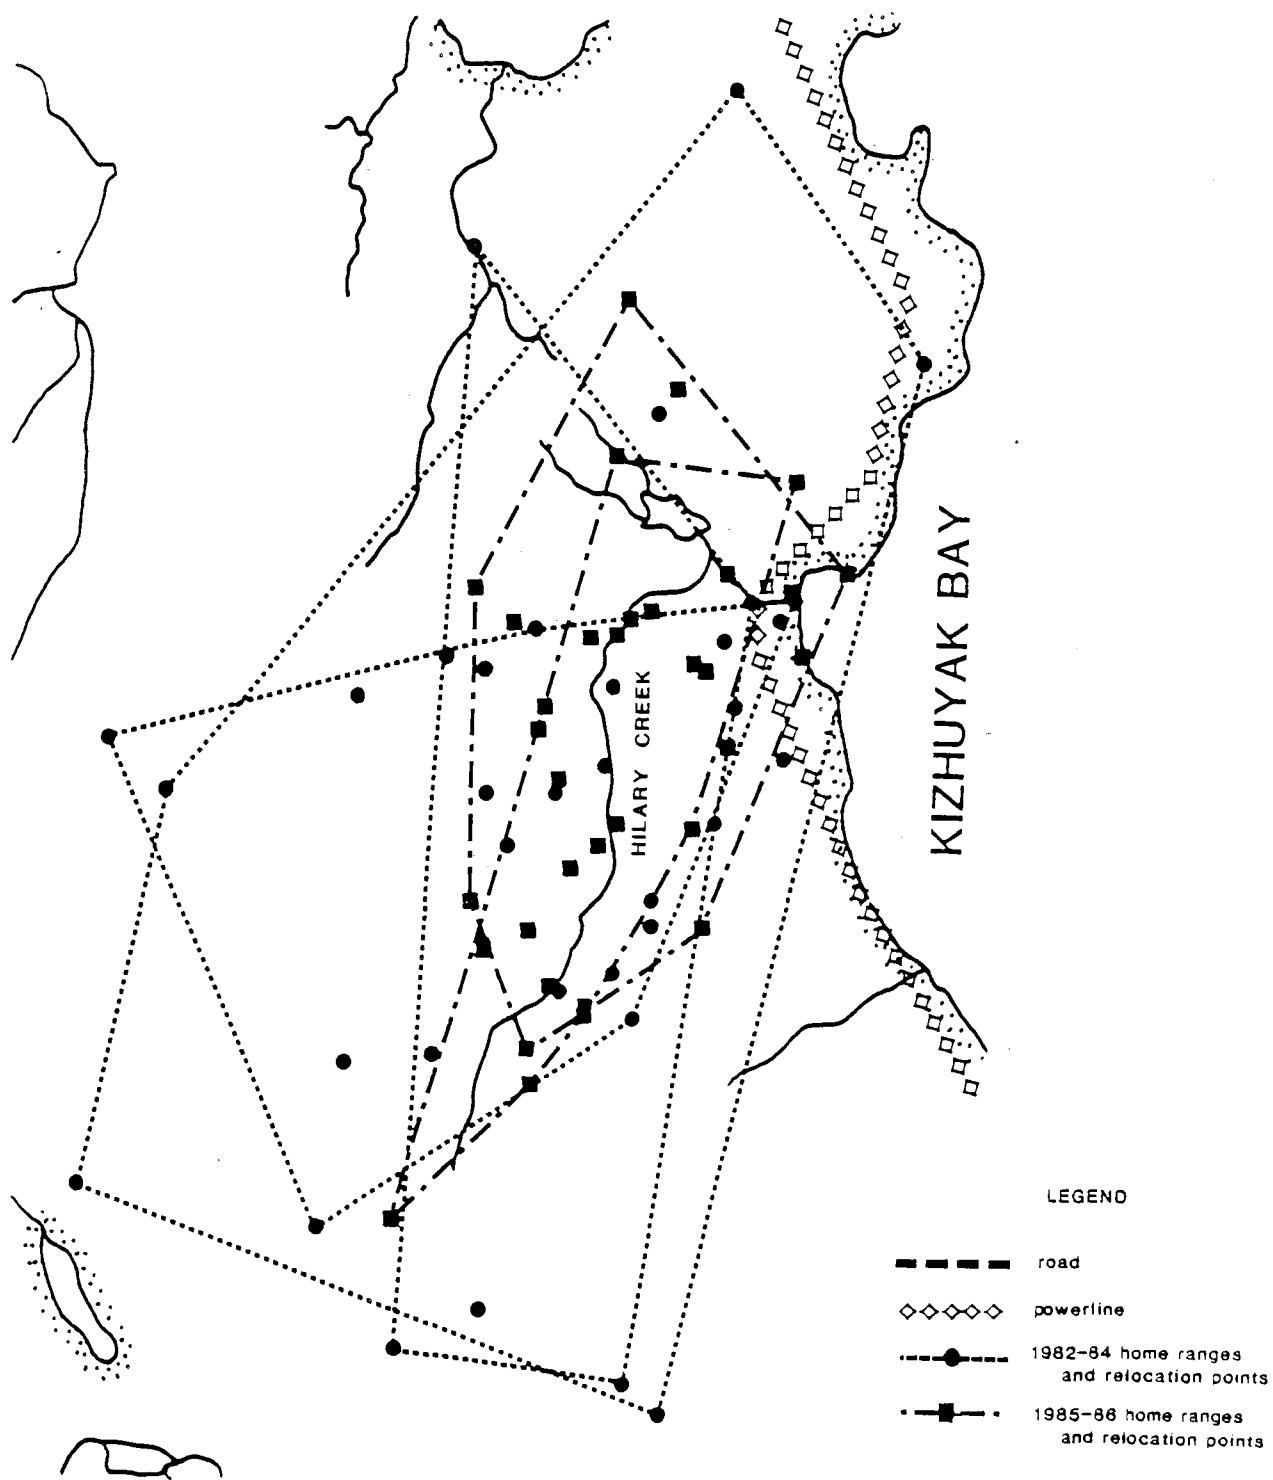 HILARY CREEK
KIZHUYAK BAY
LEGEND
road
powerline
1982-84 home ranges
and relocation points
1985-86 home ranges
and relocation points